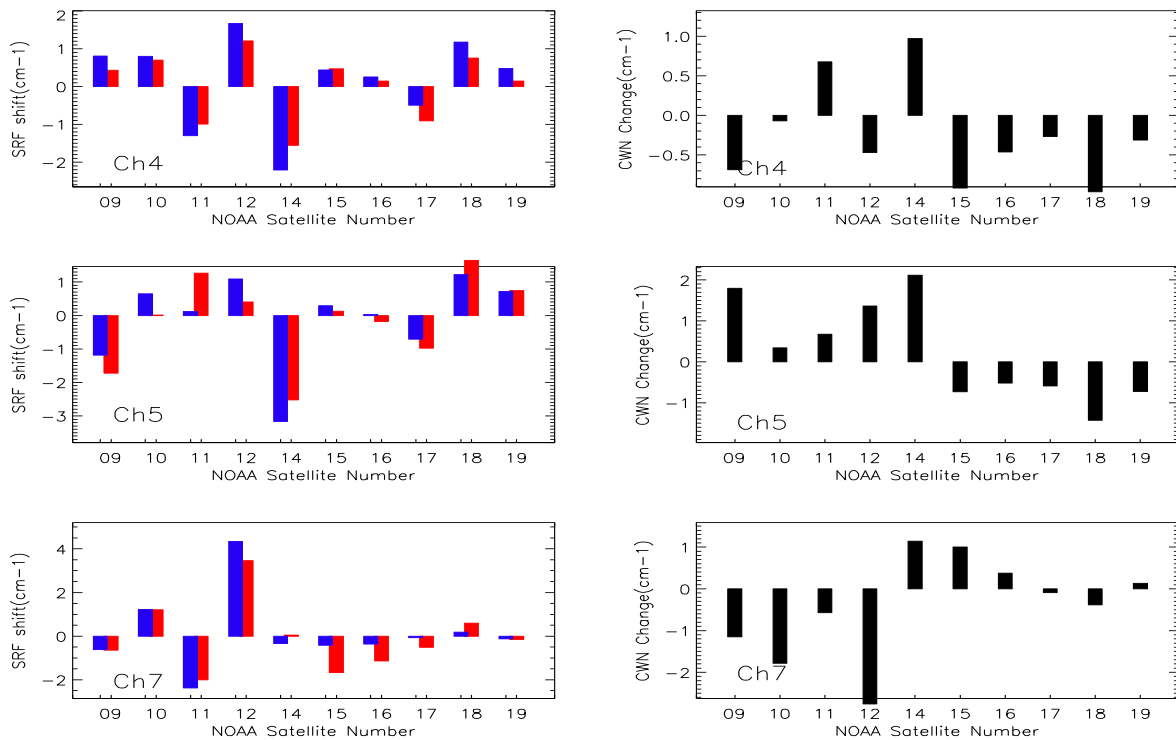 2
1
0
−1
−2
SRF shift(cm−1)
Ch4
09 10 11 12 14 15 16 17 18 19
NOAA Satellite Number
1.0
0.5
0.0
−0.5
CWN Change(cm−1)
Ch4
09 10 11 12 14 15 16 17 18 19
NOAA Satellite Number
1
0
−1
−2
−3
SRF shift(cm−1)
Ch5
09 10 11 12 14 15 16 17 18 19
NOAA Satellite Number
2
1
0
−1
CWN Change(cm−1)
Ch5
09 10 11 12 14 15 16 17 18 19
NOAA Satellite Number
4
2
0
−2
SRF shift(cm−1)
Ch7
09 10 11 12 14 15 16 17 18 19
NOAA Satellite Number
1
0
−1
−2
CWN Change(cm−1)
Ch7
09 10 11 12 14 15 16 17 18 19
NOAA Satellite Number